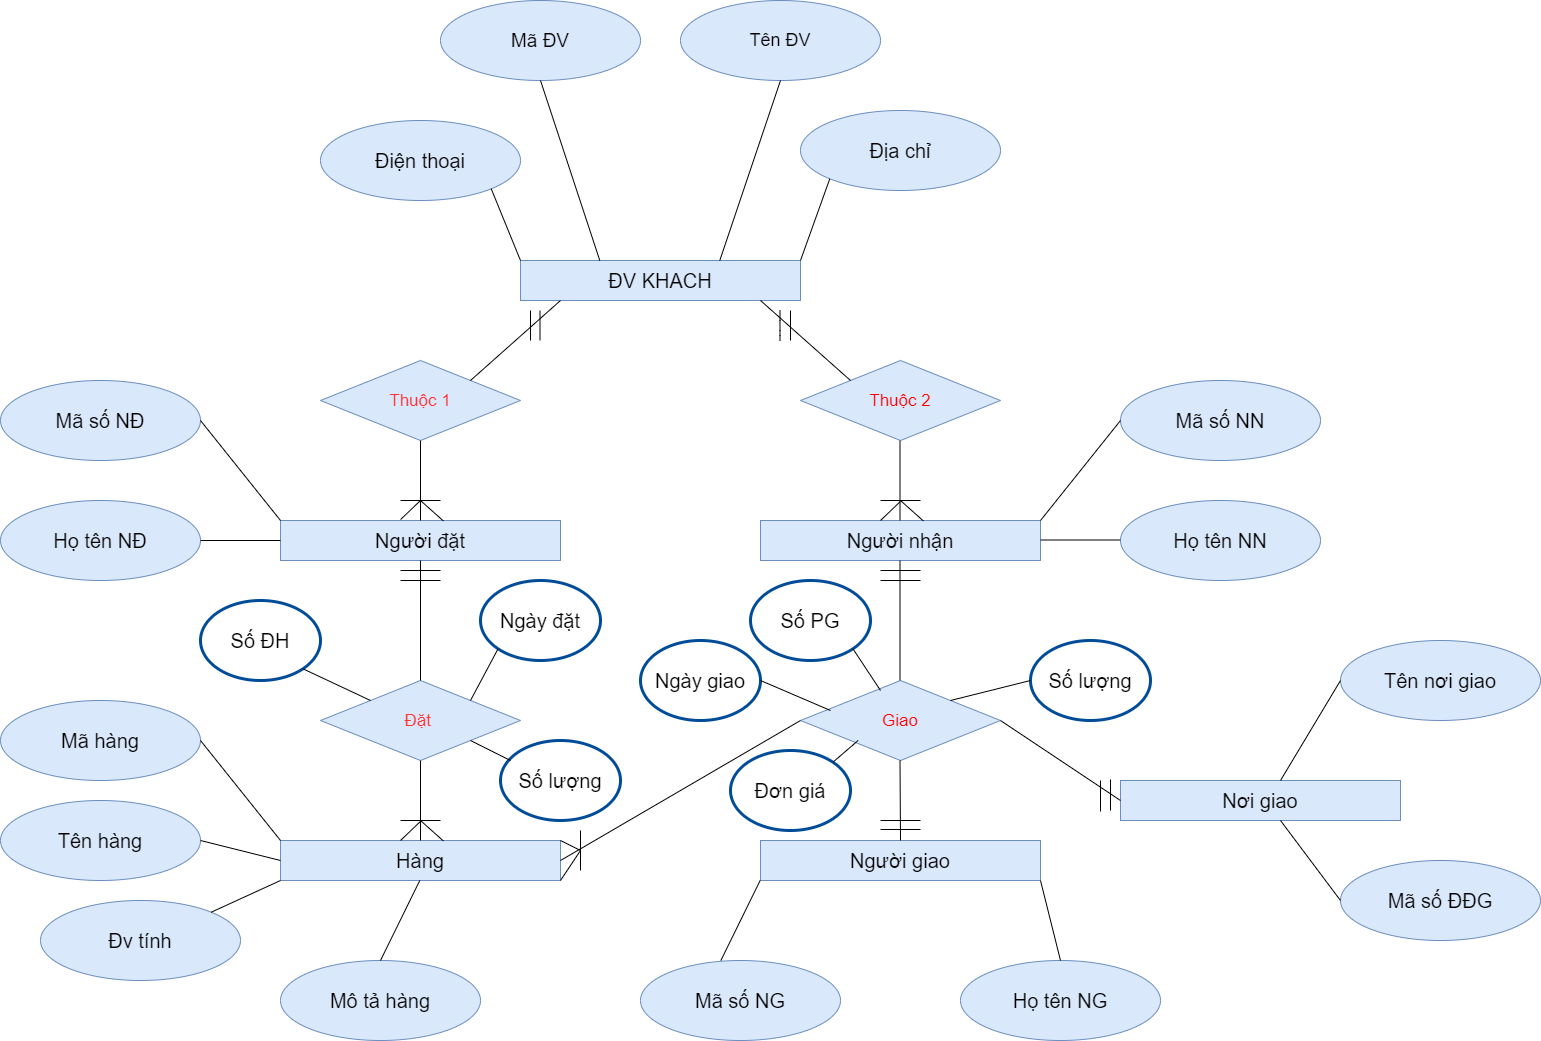 Mã ĐV
Tên ĐV
Điện thoại
Địa chỉ
ĐV KHACH
Thuộc 1
Thuộc 2
Mã số NĐ
Mã số NN
Họ tên NĐ
Người đặt
Người nhận
Họ tên NN
Số ĐH
Ngày đặt
Số PG
Ngày giao
Số lượng
Tên nơi giao
Đặt
Giao
Mã hàng
Số lượng
Đơn giá
Nơi giao
Tên hàng
Hàng
Người giao
Mã số ĐĐG
Đv tính
Mô tả hàng
Mã số NG
Họ tên NG